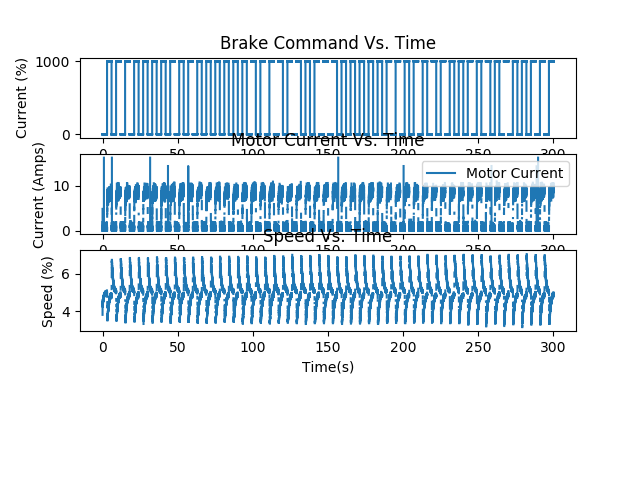 Brake Command Vs. Time
Current (%)
1000
0
0 50 100 150 200 250 300
Motor Current Vs. Time
Current (Amps)
10
0
Motor Current
0 50 100 150 200 250 300
Speed Vs. Time
Speed (%)
6
4
0 50 100 150 200 250 300
Time(s)